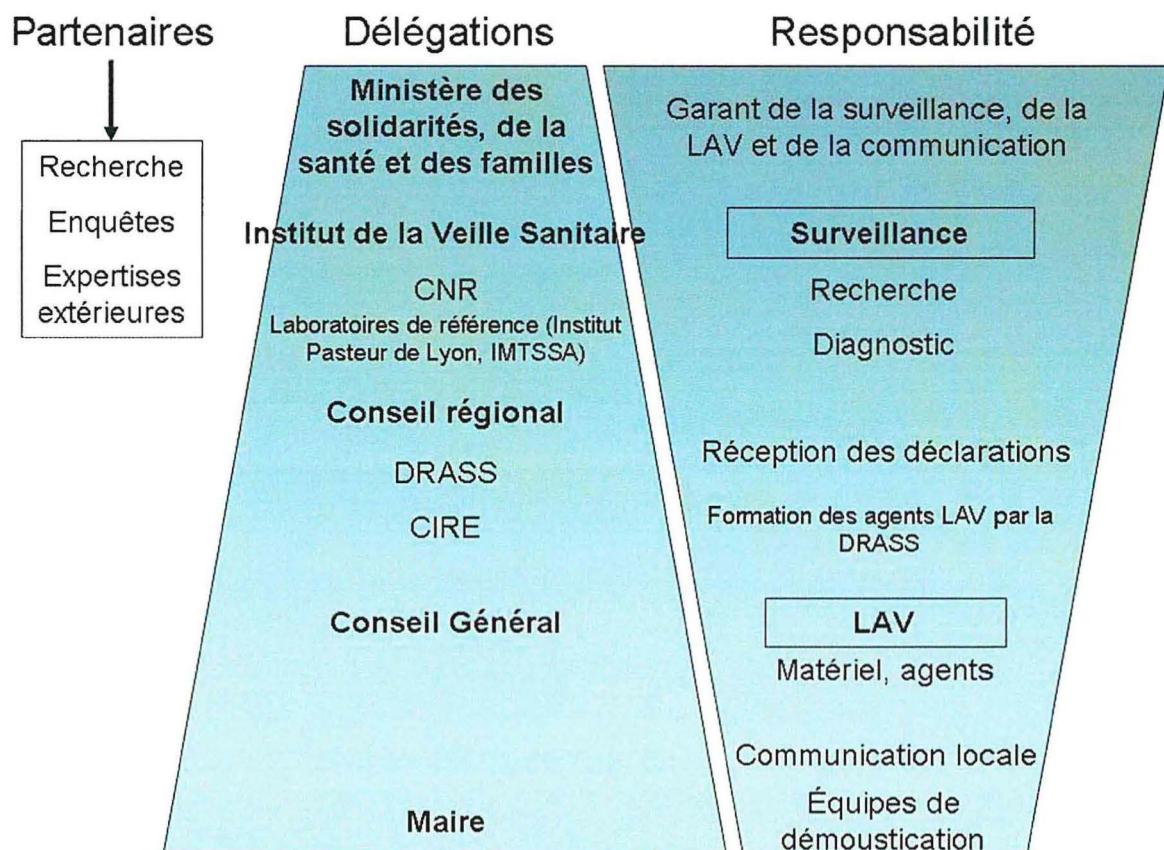 Partenaires
Recherche
Enquêtes
Expertises
extérieures
Délégations
Ministère des
solidarités, de la
santé et des familles
Institut de la Veille Sanitaire
CNR
Laboratoires de référence (Institut
Pasteur de Lyon, IMTSSA)
Conseil régional
DRASS
CIRE
Conseil Général
Maire
Responsabilité
Garant de la surveillance, de la
LAV et de la communication
Surveillance
Recherche
Diagnostic
Réception des déclarations
Formation des agents LAV par la
DRASS
LAV
Matériel, agents
Communication locale
Équipes de
démoustication